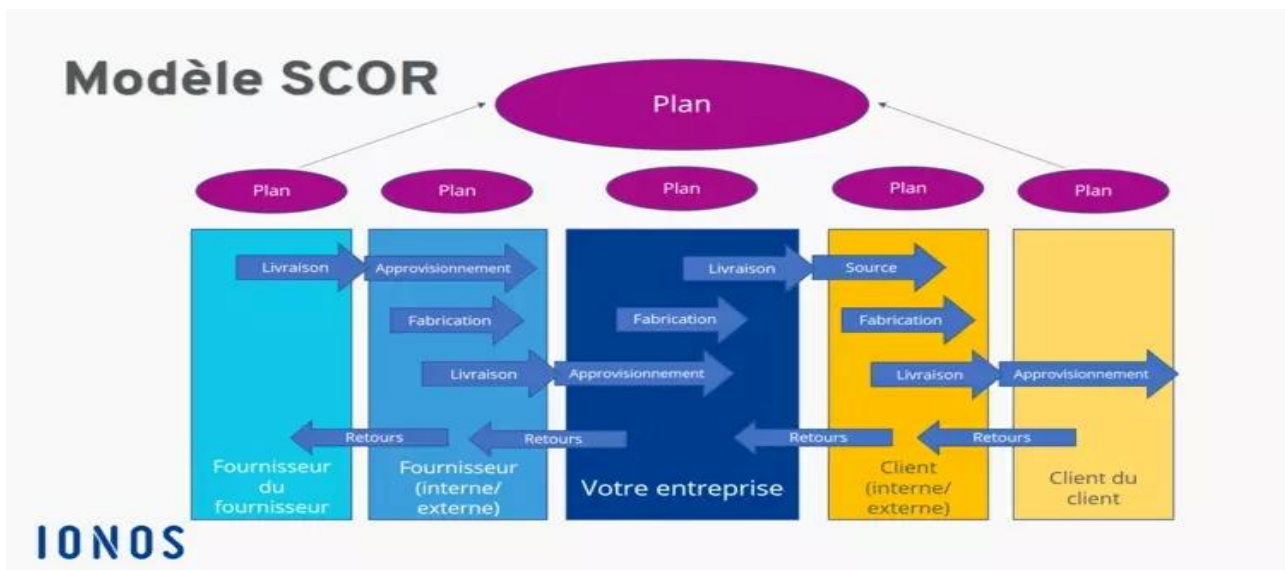 Modèle SCOR
Plan
Plan
Plan
Plan
Plan
Plan
Livraison
Approvisionnement
Livraison
Source
Fabrication
Fabrication
Fabrication
Livraison
Approvisionnement
Livraison
Approvisionnement
Retours
Retours
Retours
Retours
Fournisseur
du
fournisseur
Fournisseur
(interne/
externe)
Votre entreprise
Client
(interne/
externe)
Client du
client
IONOS